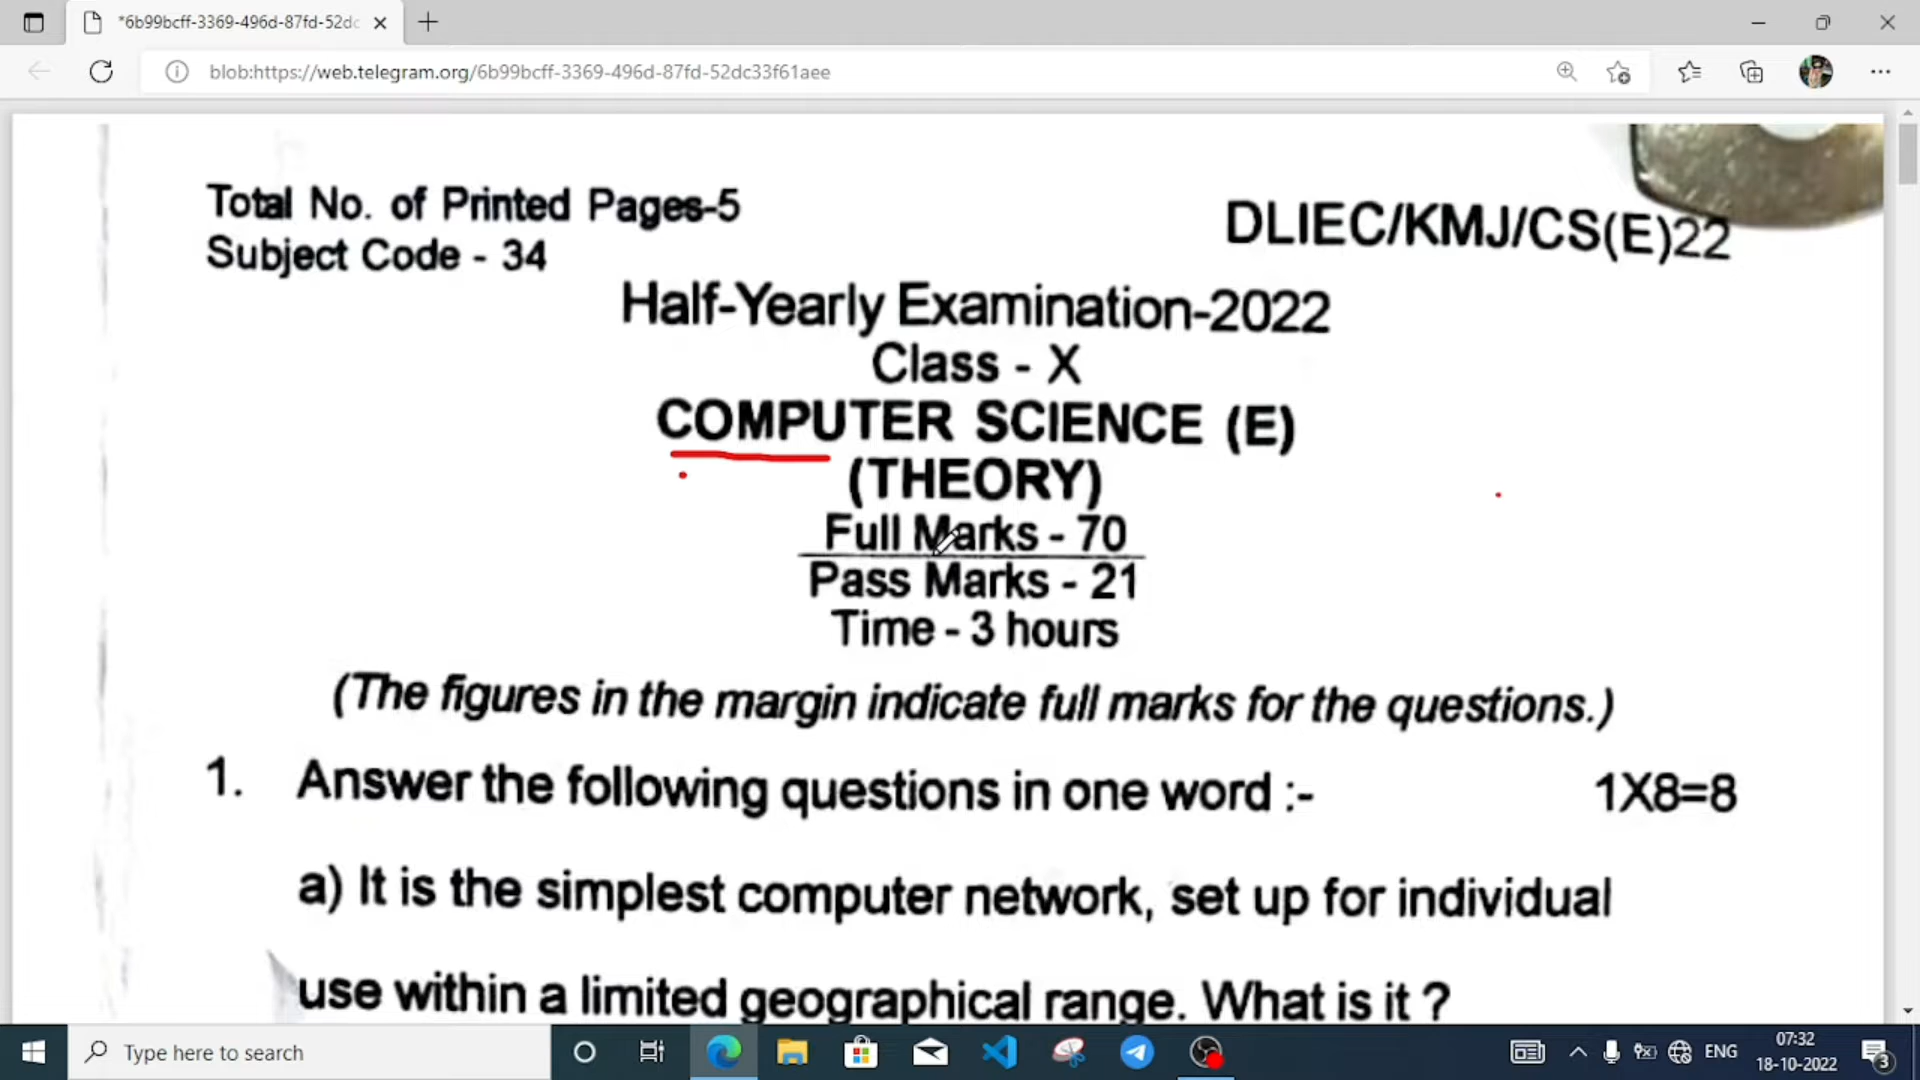 *6b99bcff-3369-496d-87fd-52dc
blob:https://web.telegram.org/6b99bcff-3369-496d-87fd-52dc33f61aee
Total No. of Printed Pages-5
DLIEC/KMJ/CS(E)22
Subject Code - 34
Half-Yearly Examination-2022
Class - X
COMPUTER SCIENCE (E)
(THEORY)
Full Marks - 70
Pass Marks - 21
Time - 3 hours
(The figures in the margin indicate full marks for the questions.)
1. Answer the following questions in one word :- 1X8=8
a) It is the simplest computer network, set up for individual
use within a limited geographical range. What is it ?
Type here to search
ENG
07:32
18-10-2022
3